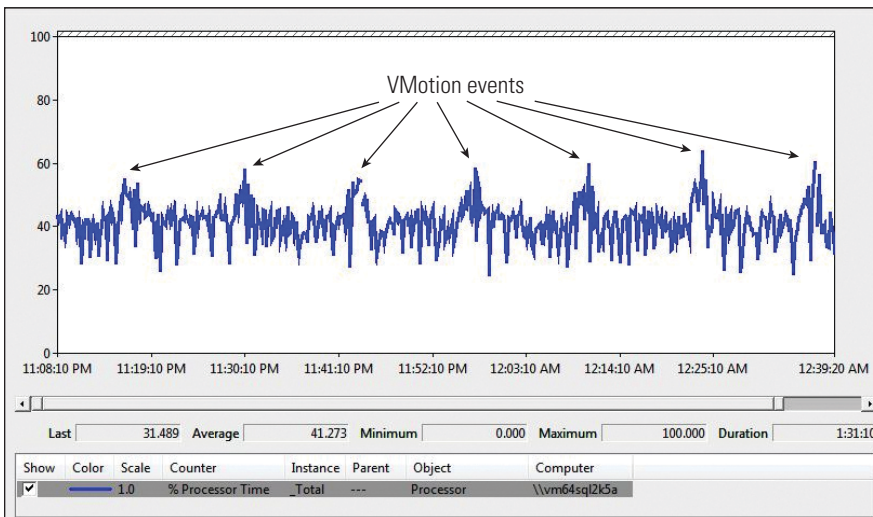 100
VMotion events
80
60
40
20
0
11:08:10 PM 11:19:10 PM 11:30:10 PM 11:41:10 PM 11:52:10 PM 12:03:10 AM 12:14:10 AM 12:25:10 AM 12:39:20 AM
Last 31.489 Average 41.273 Minimum 0.000 Maximum 100.000 Duration 1:31:10
Show Color Scale Counter Instance Parent Object Computer
1.0 % Processor Time _Total --- Processor \\vm64sql2k5a